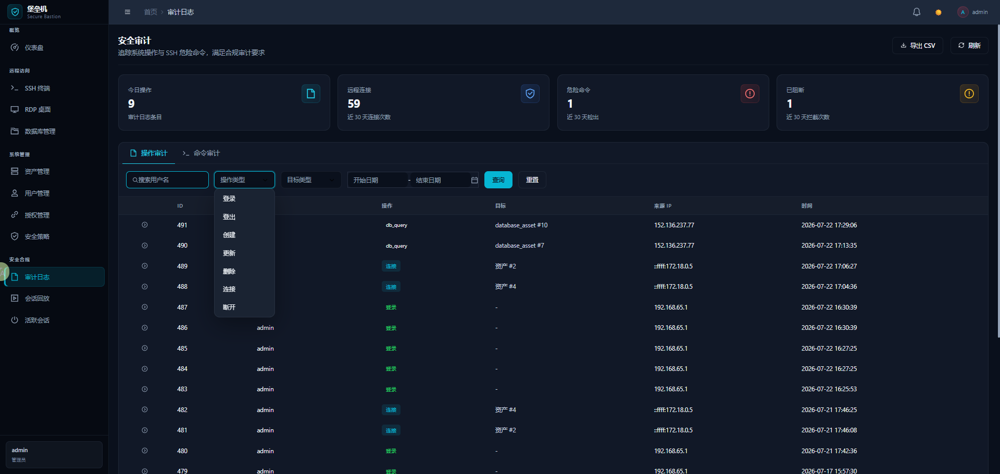 堡垒机
Secure Bastion
首页 › 审计日志
A admin
概览
仪表盘
远程访问
SSH 终端
RDP 桌面
数据库管理
系统管理
资产管理
用户管理
授权管理
安全策略
安全合规
A
审计日志
会话回放
活跃会话
admin
管理员
安全审计
追踪系统操作与 SSH 危险命令，满足合规审计要求
导出 CSV
刷新
今日操作
9
审计日志条目
远程连接
59
近 30 天连接次数
危险命令
1
近 30 天检出
已阻断
1
近 30 天拦截次数
操作审计
命令审计
搜索用户名 操作类型 目标类型 开始日期 - 结束日期 查询 重置
登录
登出
创建
更新
删除
连接
断开
ID 操作 目标 来源 IP 时间
491 db_query database_asset #10 152.136.237.77 2026-07-22 17:29:06
490 db_query database_asset #7 152.136.237.77 2026-07-22 17:13:35
489 连接 资产 #2 ::ffff:172.18.0.5 2026-07-22 17:06:27
488 连接 资产 #4 ::ffff:172.18.0.5 2026-07-22 17:04:36
487 登录 - 192.168.65.1 2026-07-22 16:30:39
486 admin 登录 - 192.168.65.1 2026-07-22 16:30:39
485 admin 登录 - 192.168.65.1 2026-07-22 16:27:25
484 admin 登录 - 192.168.65.1 2026-07-22 16:27:25
483 admin 登录 - 192.168.65.1 2026-07-22 16:25:53
482 admin 连接 资产 #4 ::ffff:172.18.0.5 2026-07-21 17:46:25
481 admin 连接 资产 #2 ::ffff:172.18.0.5 2026-07-21 17:46:08
480 admin 登录 - 192.168.65.1 2026-07-21 17:42:36
479 admin 登录 - 192.168.65.1 2026-07-17 15:57:30